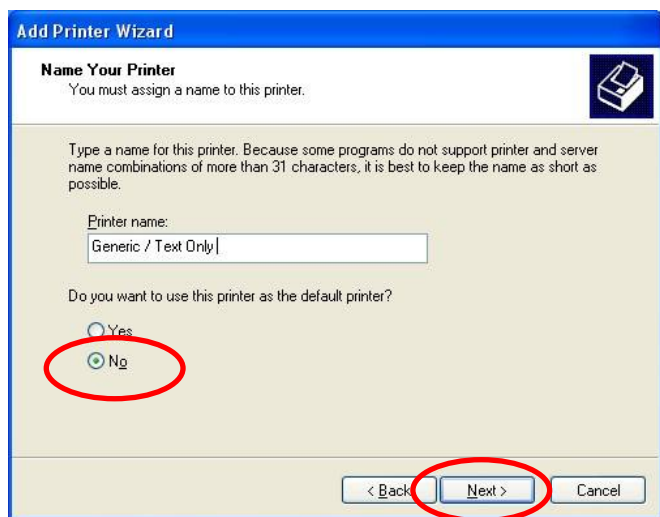 Add Printer Wizard
Name Your Printer
You must assign a name to this printer.
Type a name for this printer. Because some programs do not support printer and server
name combinations of more than 31 characters, it is best to keep the name as short as
possible.
Printer name:
Generic / Text Only
Do you want to use this printer as the default printer?
Yes
No
< Back
Next >
Cancel